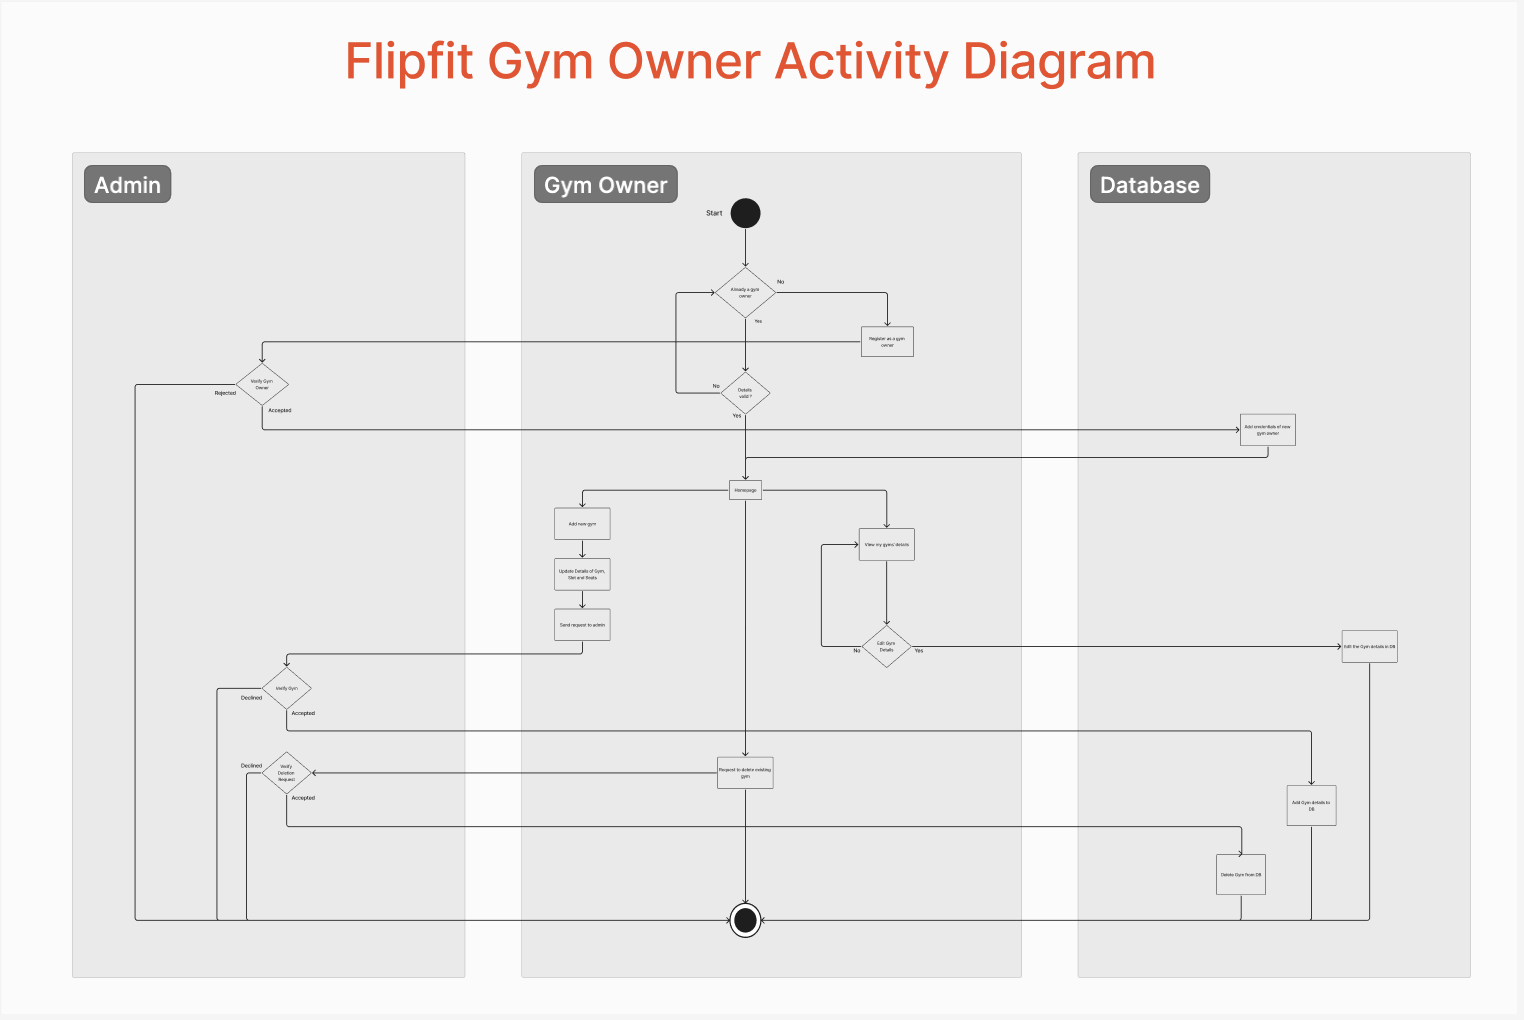 Flipfit Gym Owner Activity Diagram
Admin
Gym Owner
Database
Start
Already a gym
owner
No
Yes
Register as a gym
owner
Verify Gym
Owner
Rejected
Accepted
Details
valid ?
No
Yes
Add credentials of new
gym owner
Homepage
Add new gym
View my gyms' details
Update Details of Gym,
Slot and Seats
Send request to admin
Edit Gym
Details
No
Yes
Edit the Gym details in DB
Verify Gym
Declined
Accepted
Verify
Deletion
Request
Declined
Accepted
Request to delete existing
gym
Add Gym details to
DB
Delete Gym from DB